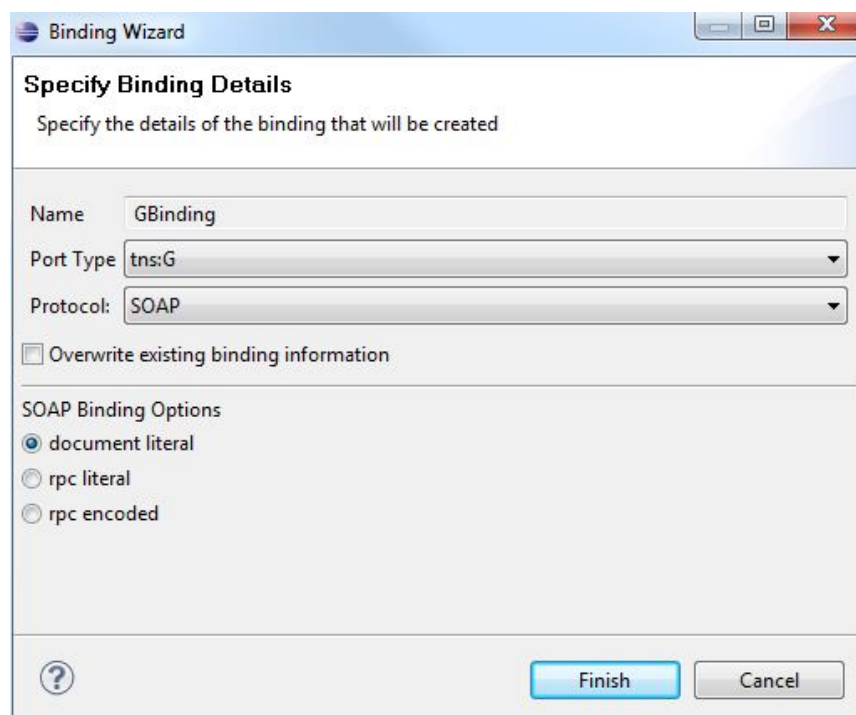 Binding Wizard
Specify Binding Details
Specify the details of the binding that will be created
Name GBinding
Port Type tns:G
Protocol: SOAP
Overwrite existing binding information
SOAP Binding Options
document literal
rpc literal
rpc encoded
? Finish Cancel